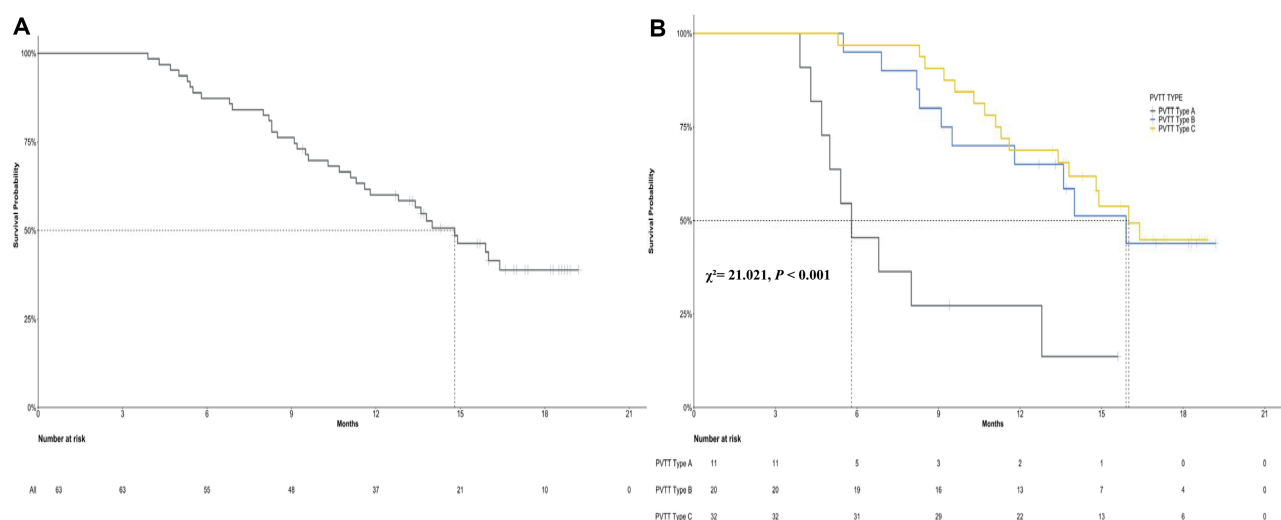 A
100%
75%
50%
25%
0%
Survival Probability
0 3 6 9 12 15 18 21
Months
Number at risk
All 63 63 55 48 37 21 10 0
B
100%
75%
50%
25%
0%
Survival Probability
PVTT TYPE
PVTT Type A
PVTT Type B
PVTT Type C
χ²= 21.021, P < 0.001
0 3 6 9 12 15 18 21
Months
Number at risk
PVTT Type A 11 11 5 3 2 1 0 0
PVTT Type B 20 20 19 16 13 7 4 0
PVTT Type C 32 32 31 29 22 13 6 0